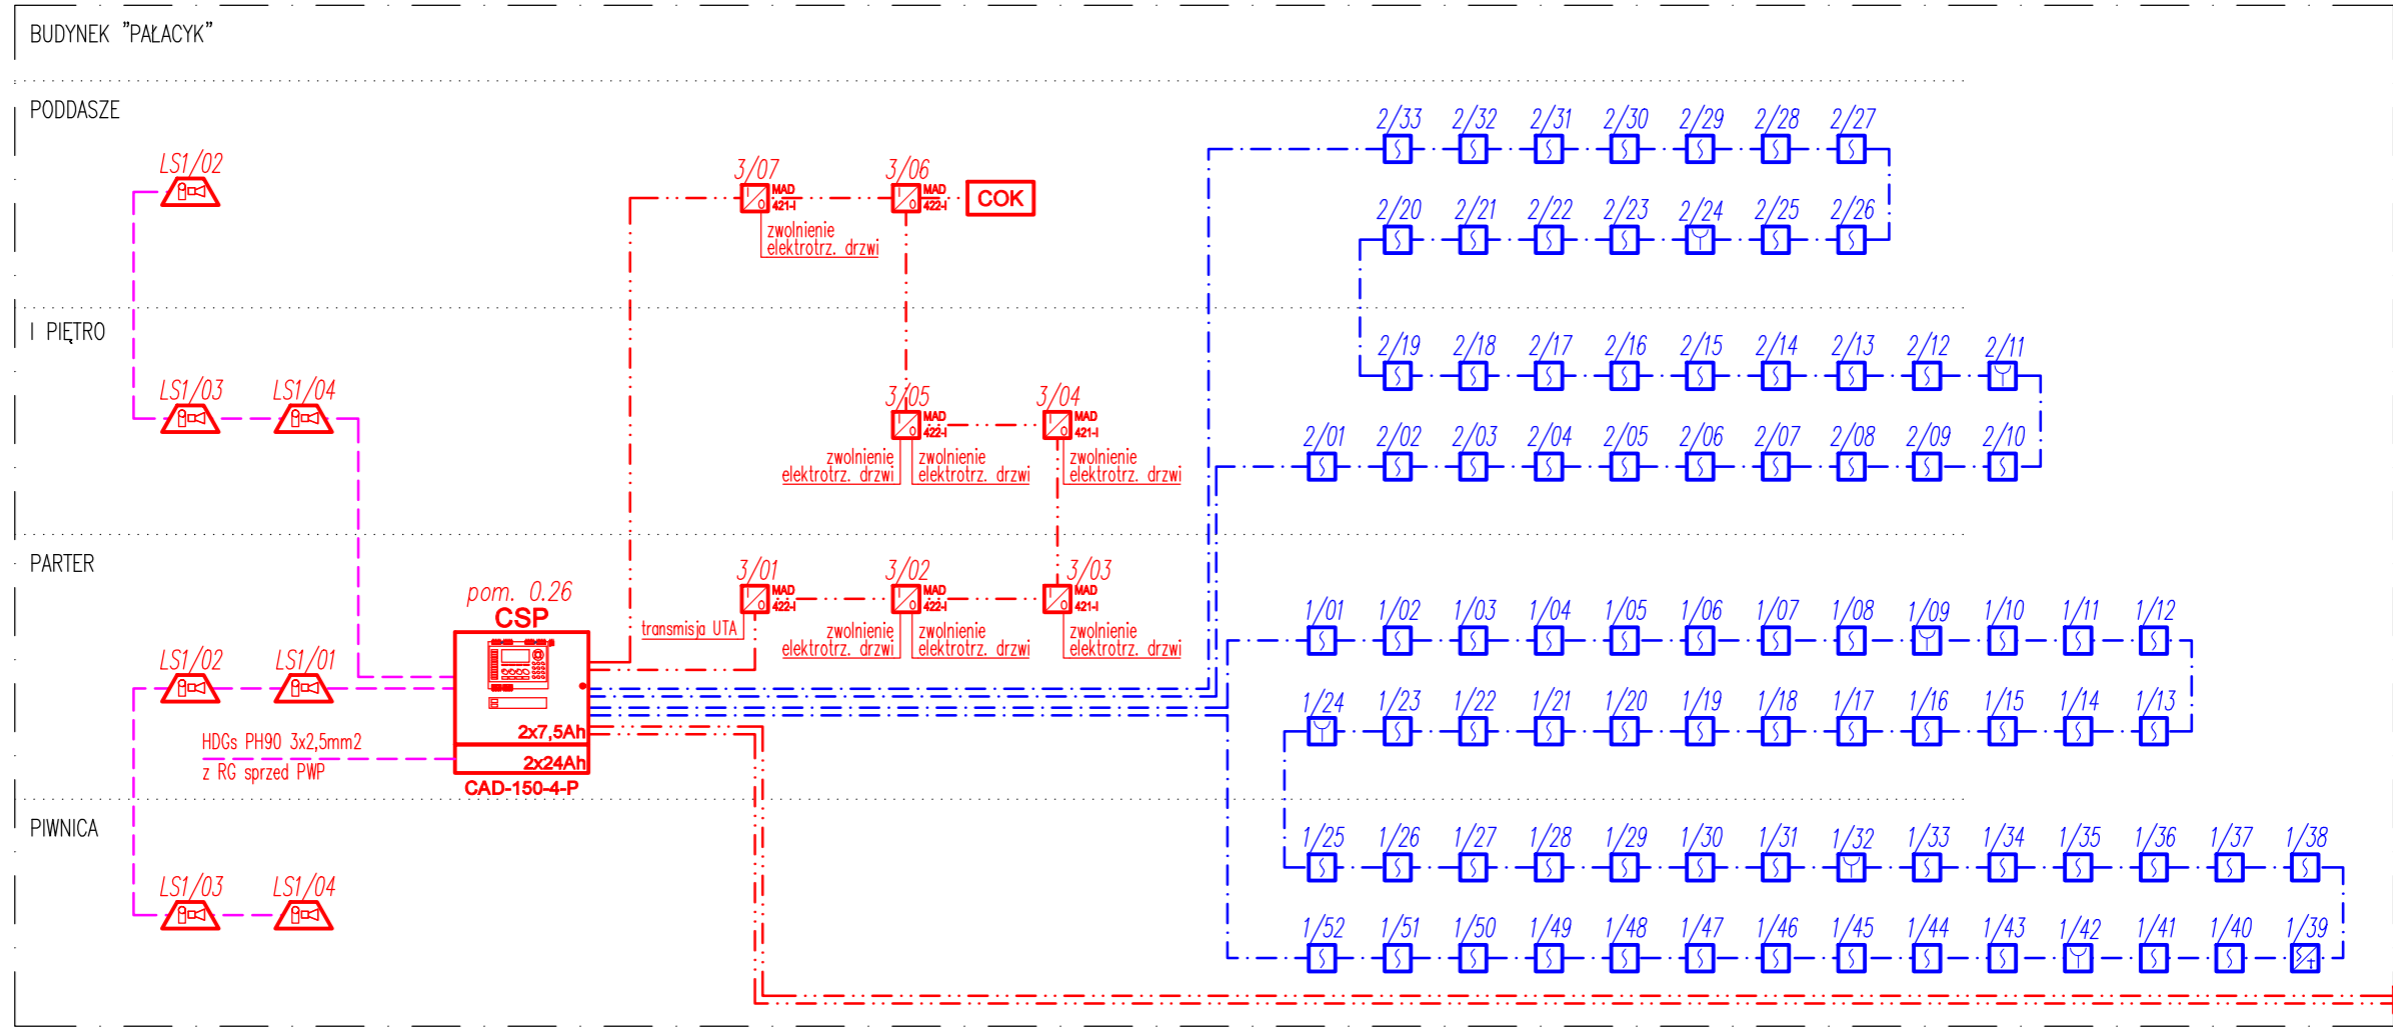 BUDYNEK "PAŁACYK"
PODDASZE
2/33 2/32 2/31 2/30 2/29 2/28 2/27
LS1/02
3/07 3/06
MAD
421-I
MAD
422-I
COK
zwolnienie
elektrotrz. drzwi
2/20 2/21 2/22 2/23 2/24 2/25 2/26
I PIĘTRO
2/19 2/18 2/17 2/16 2/15 2/14 2/13 2/12 2/11
LS1/03 LS1/04
3/05 3/04
MAD
422-I
MAD
421-I
zwolnienie
elektrotrz. drzwi
zwolnienie
elektrotrz. drzwi
zwolnienie
elektrotrz. drzwi
2/01 2/02 2/03 2/04 2/05 2/06 2/07 2/08 2/09 2/10
PARTER
pom. 0.26
CSP
3/01 3/02 3/03
MAD
422-I
MAD
422-I
MAD
421-I
transmisja UTA
zwolnienie
elektrotrz. drzwi
zwolnienie
elektrotrz. drzwi
zwolnienie
elektrotrz. drzwi
1/01 1/02 1/03 1/04 1/05 1/06 1/07 1/08 1/09 1/10 1/11 1/12
LS1/02 LS1/01
1/24 1/23 1/22 1/21 1/20 1/19 1/18 1/17 1/16 1/15 1/14 1/13
HDGs PH90 3x2,5mm2
z RG sprzed PWP
2x7,5Ah
2x24Ah
CAD-150-4-P
PIWNICA
1/25 1/26 1/27 1/28 1/29 1/30 1/31 1/32 1/33 1/34 1/35 1/36 1/37 1/38
LS1/03 LS1/04
1/52 1/51 1/50 1/49 1/48 1/47 1/46 1/45 1/44 1/43 1/42 1/41 1/40 1/39